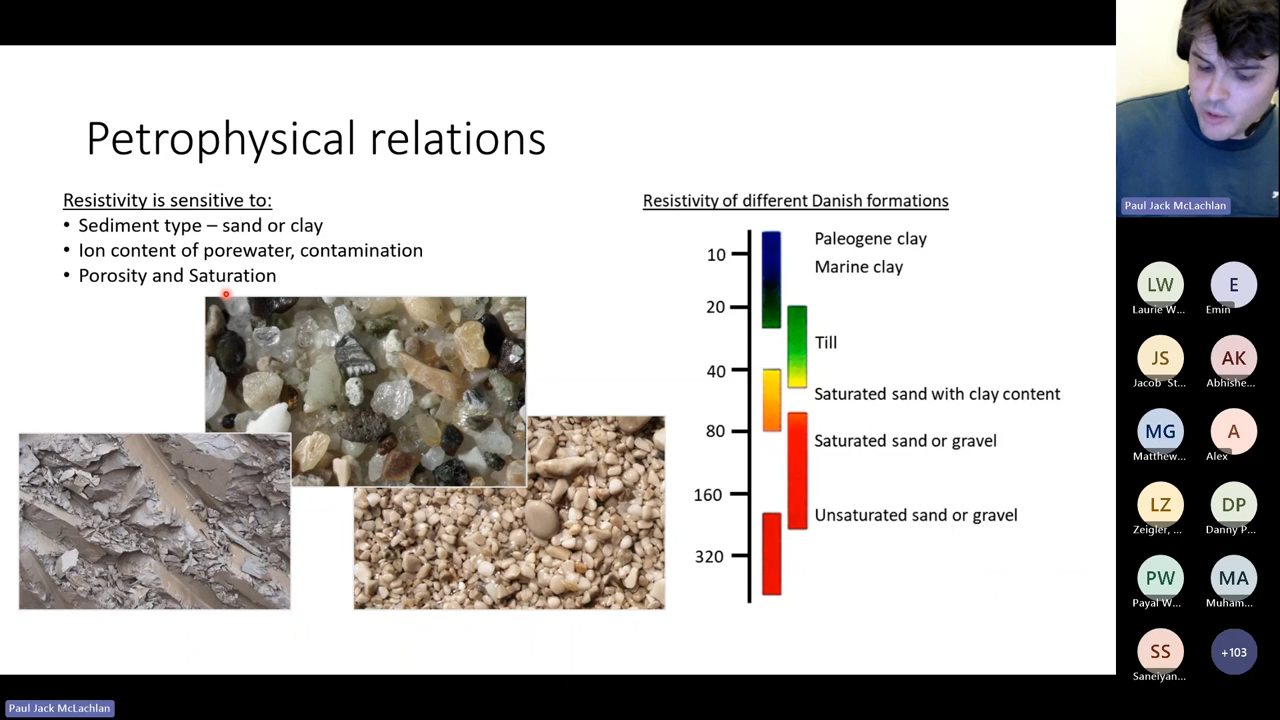 Petrophysical relations
Resistivity is sensitive to:
• Sediment type – sand or clay
• Ion content of porewater, contamination
• Porosity and Saturation
Resistivity of different Danish formations
10
20
40
80
160
320
Paleogene clay
Marine clay
Till
Saturated sand with clay content
Saturated sand or gravel
Unsaturated sand or gravel
Paul Jack McLachlan
LW
Laurie W...
E
Emin
JS
Jacob St...
AK
Abhishe...
MG
Matthew...
A
Alex
LZ
Zeigler, ...
DP
Danny P...
PW
Payal W...
MA
Muham...
SS
Saneiyan...
+103
Paul Jack McLachlan